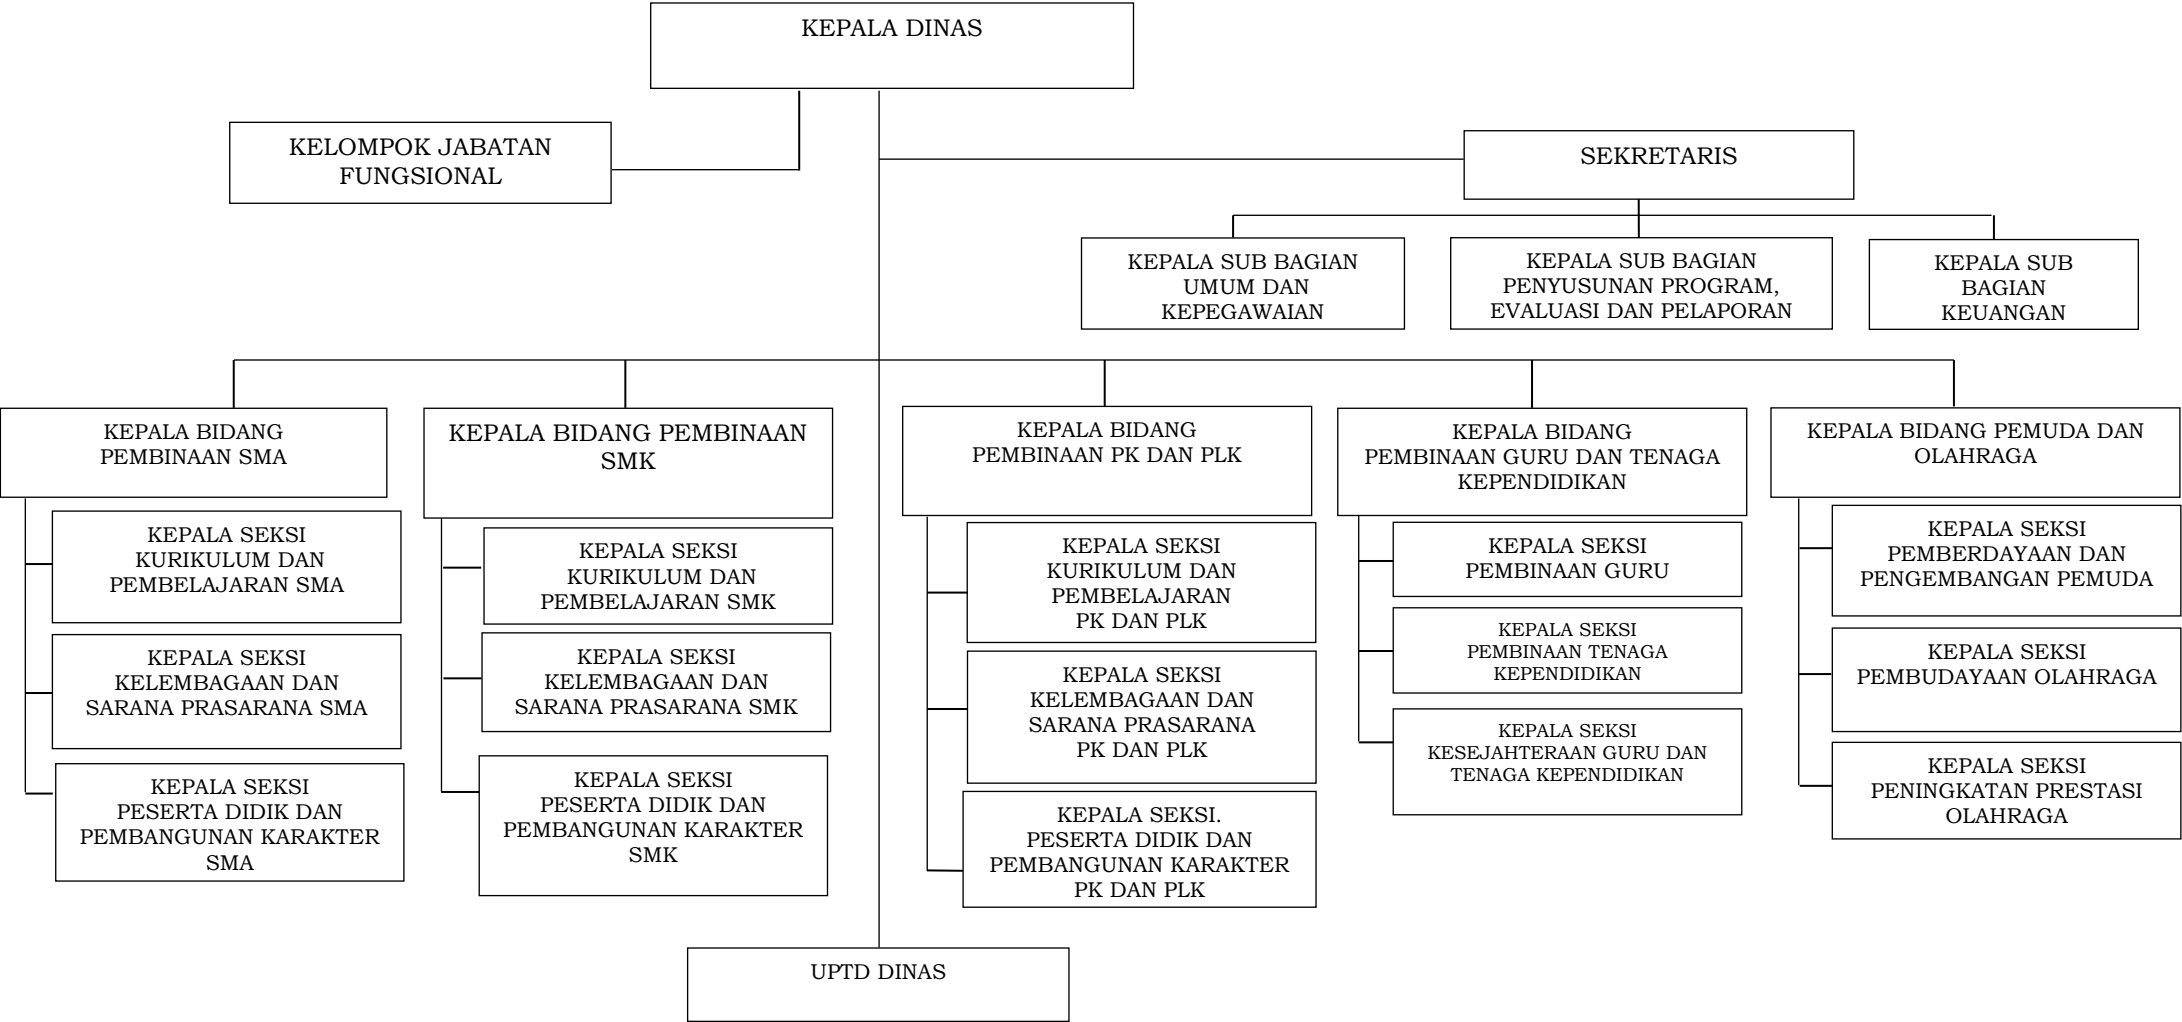 KEPALA DINAS
KELOMPOK JABATAN
FUNGSIONAL
SEKRETARIS
KEPALA SUB BAGIAN
UMUM DAN
KEPEGAWAIAN
KEPALA SUB BAGIAN
PENYUSUNAN PROGRAM,
EVALUASI DAN PELAPORAN
KEPALA SUB
BAGIAN
KEUANGAN
KEPALA BIDANG
PEMBINAAN SMA
KEPALA SEKSI
KURIKULUM DAN
PEMBELAJARAN SMA
KEPALA SEKSI
KELEMBAGAAN DAN
SARANA PRASARANA SMA
KEPALA SEKSI
PESERTA DIDIK DAN
PEMBANGUNAN KARAKTER
SMA
KEPALA BIDANG PEMBINAAN
SMK
KEPALA SEKSI
KURIKULUM DAN
PEMBELAJARAN SMK
KEPALA SEKSI
KELEMBAGAAN DAN
SARANA PRASARANA SMK
KEPALA SEKSI
PESERTA DIDIK DAN
PEMBANGUNAN KARAKTER
SMK
KEPALA BIDANG
PEMBINAAN PK DAN PLK
KEPALA SEKSI
KURIKULUM DAN
PEMBELAJARAN
PK DAN PLK
KEPALA SEKSI
KELEMBAGAAN DAN
SARANA PRASARANA
PK DAN PLK
KEPALA SEKSI.
PESERTA DIDIK DAN
PEMBANGUNAN KARAKTER
PK DAN PLK
KEPALA BIDANG
PEMBINAAN GURU DAN TENAGA
KEPENDIDIKAN
KEPALA SEKSI
PEMBINAAN GURU
KEPALA SEKSI
PEMBINAAN TENAGA
KEPENDIDIKAN
KEPALA SEKSI
KESEJAHTERAAN GURU DAN
TENAGA KEPENDIDIKAN
KEPALA BIDANG PEMUDA DAN
OLAHRAGA
KEPALA SEKSI
PEMBERDAYAAN DAN
PENGEMBANGAN PEMUDA
KEPALA SEKSI
PEMBUDAYAAN OLAHRAGA
KEPALA SEKSI
PENINGKATAN PRESTASI
OLAHRAGA
UPTD DINAS